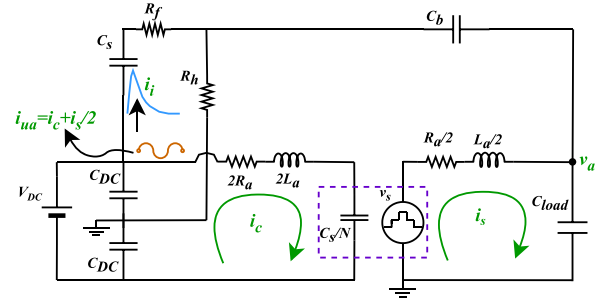 R_f
C_b
C_s
R_h
i_i
i_ua=i_c+i_s/2
R_a/2
L_a/2
v_a
C_DC
2R_a
2L_a
V_DC
v_s
C_load
i_c
C_s/N
i_s
C_DC